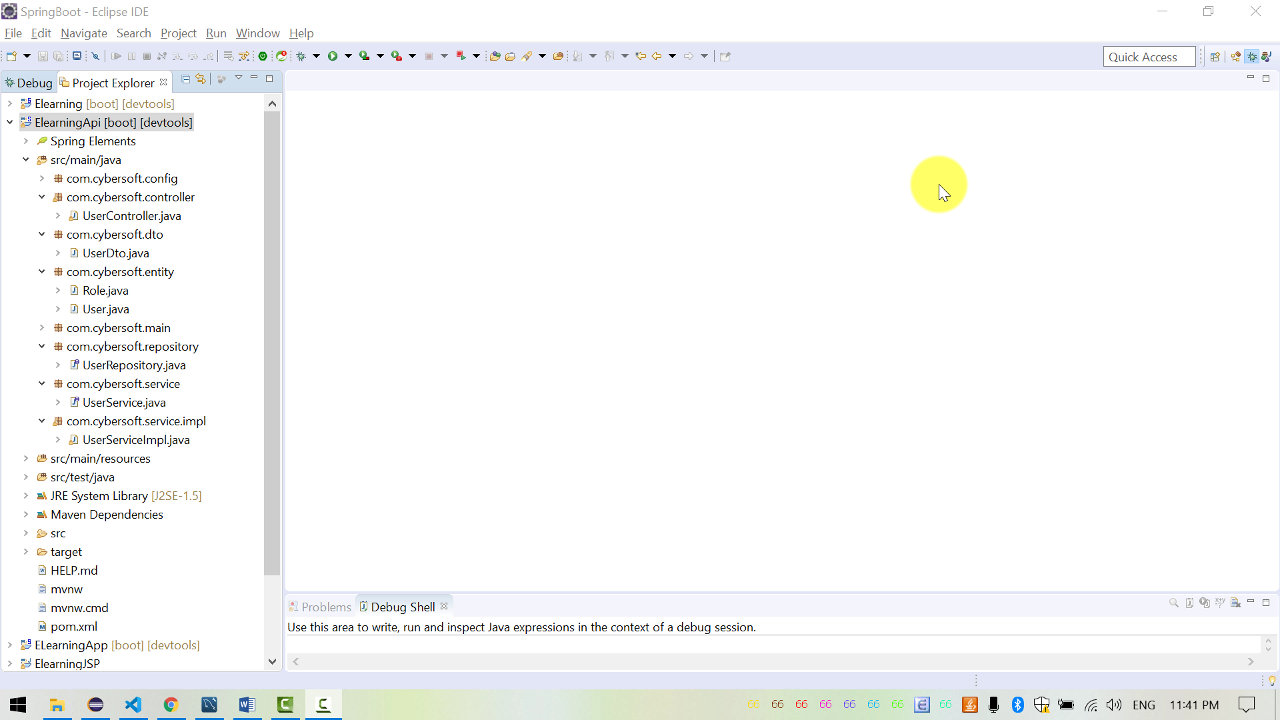 SpringBoot - Eclipse IDE
File Edit Navigate Search Project Run Window Help
Quick Access
Debug Project Explorer
Elearning [boot] [devtools]
ElearningApi [boot] [devtools]
Spring Elements
src/main/java
com.cybersoft.config
com.cybersoft.controller
UserController.java
com.cybersoft.dto
UserDto.java
com.cybersoft.entity
Role.java
User.java
com.cybersoft.main
com.cybersoft.repository
UserRepository.java
com.cybersoft.service
UserService.java
com.cybersoft.service.impl
UserServiceImpl.java
src/main/resources
src/test/java
JRE System Library [J2SE-1.5]
Maven Dependencies
src
target
HELP.md
mvnw
mvnw.cmd
pom.xml
ELearningApp [boot] [devtools]
ElearningJSP
Problems Debug Shell
Use this area to write, run and inspect Java expressions in the context of a debug session.
ENG 11:41 PM